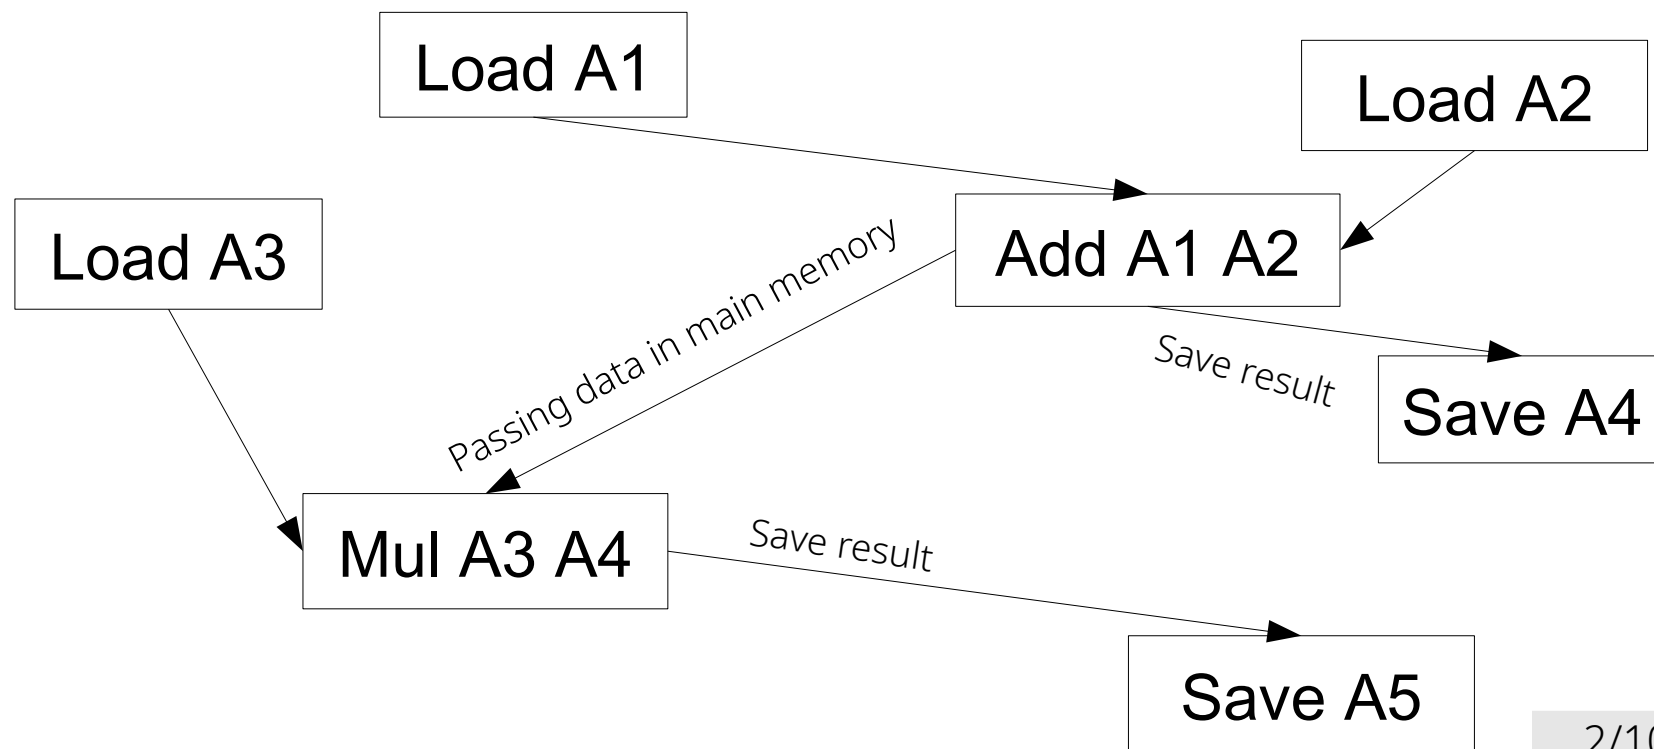 Load A1
Load A2
Load A3
Add A1 A2
Passing data in main memory
Save result
Save A4
Mul A3 A4
Save result
Save A5